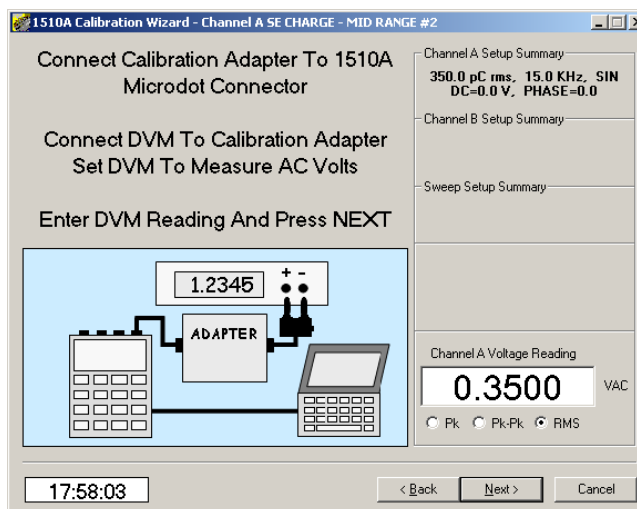 1510A Calibration Wizard - Channel A SE CHARGE - MID RANGE #2
Connect Calibration Adapter To 1510A
Microdot Connector
Connect DVM To Calibration Adapter
Set DVM To Measure AC Volts
Enter DVM Reading And Press NEXT
1.2345
+ -
ADAPTER
Channel A Setup Summary
350.0 pC rms, 15.0 KHz, SIN
DC=0.0 V, PHASE=0.0
Channel B Setup Summary
Sweep Setup Summary
Channel A Voltage Reading
0.3500 VAC
Pk Pk-Pk RMS
17:58:03
< Back Next > Cancel